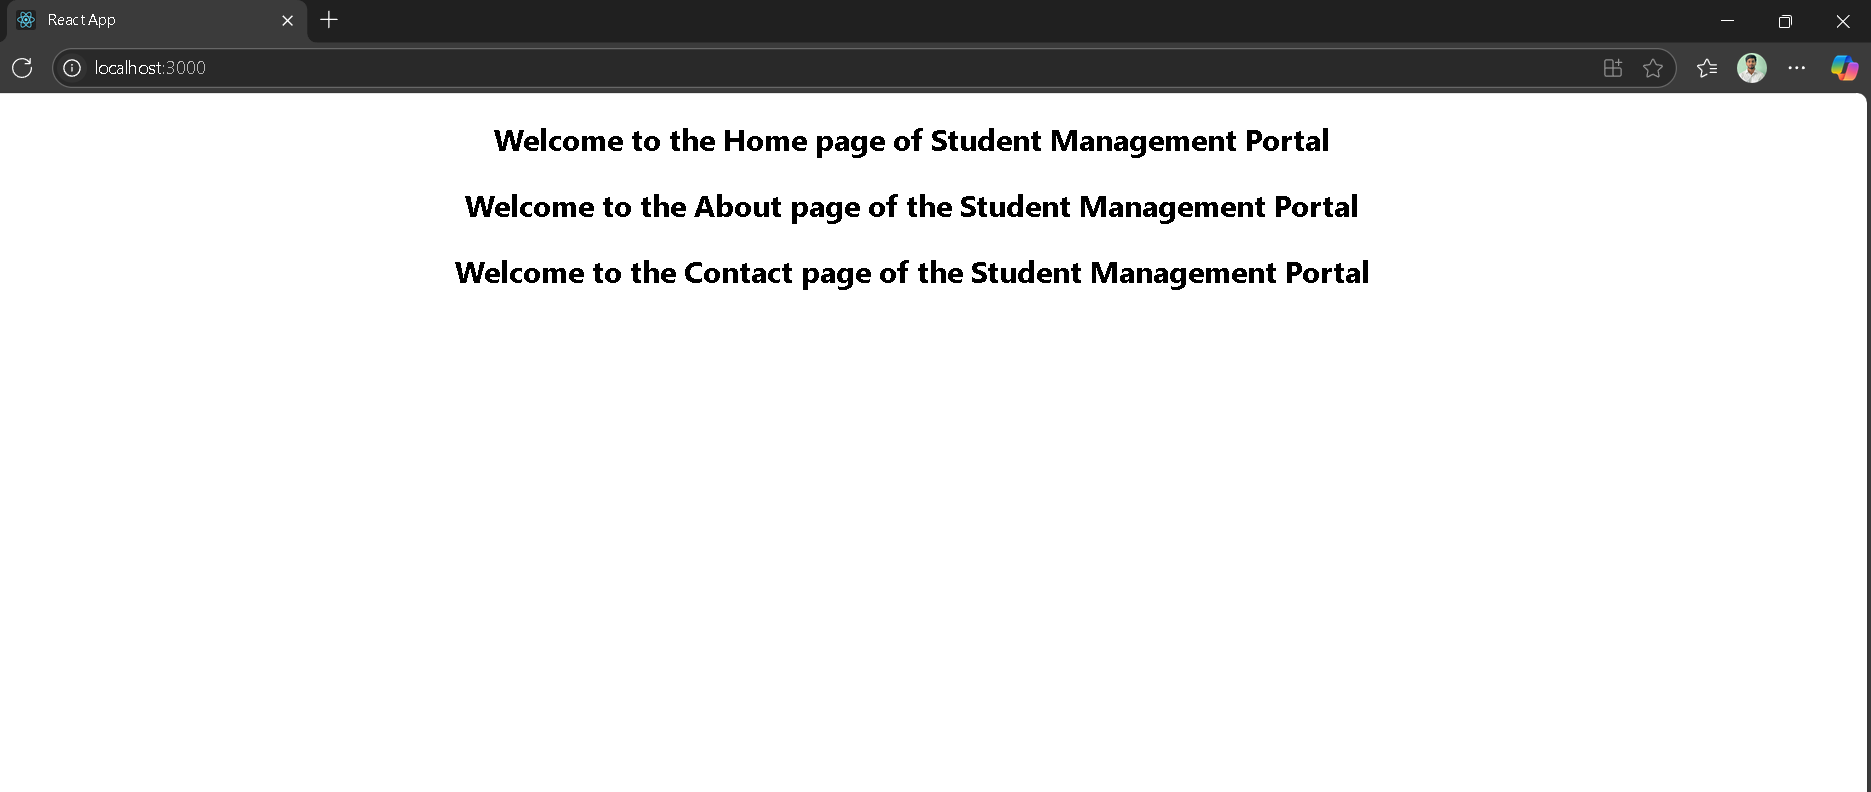 React App
localhost:3000
Welcome to the Home page of Student Management Portal
Welcome to the About page of the Student Management Portal
Welcome to the Contact page of the Student Management Portal